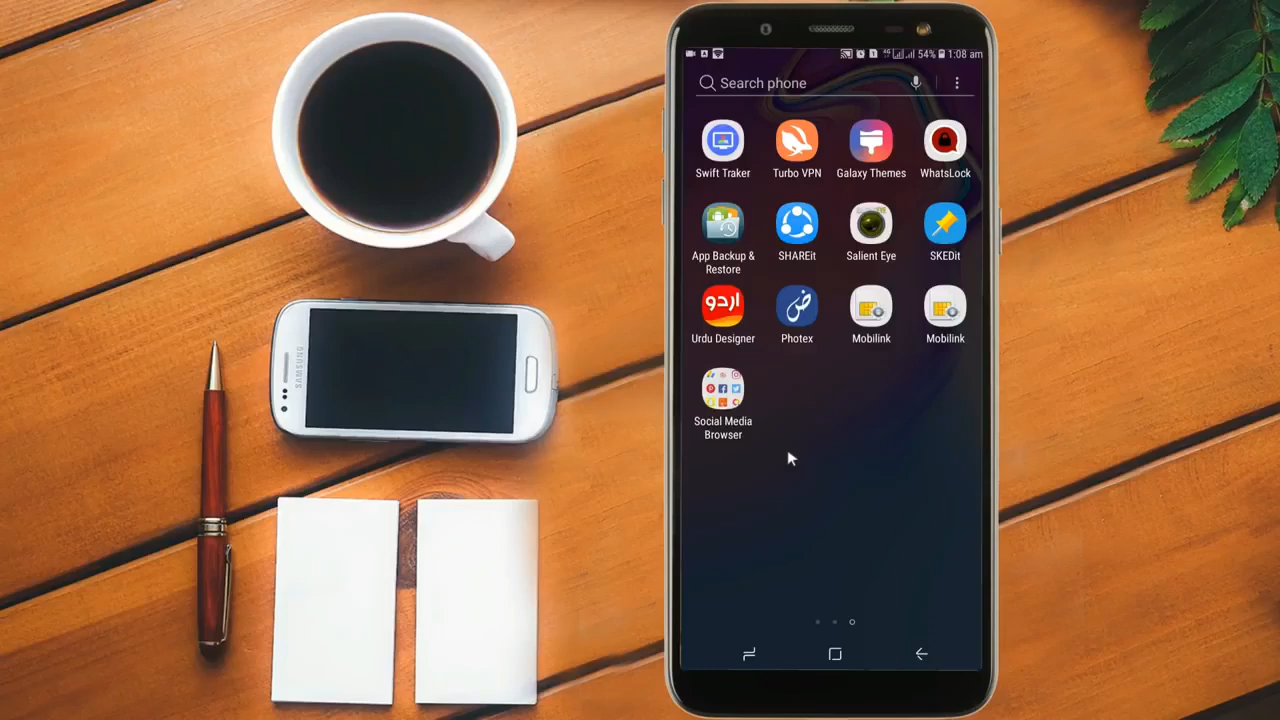 54% 1:08 am
Search phone
Swift Traker
Turbo VPN
Galaxy Themes
WhatsLock
App Backup &
Restore
SHAREit
Salient Eye
SKEDit
اردو
ض
Urdu Designer
Photex
Mobilink
Mobilink
Social Media
Browser
SAMSUNG